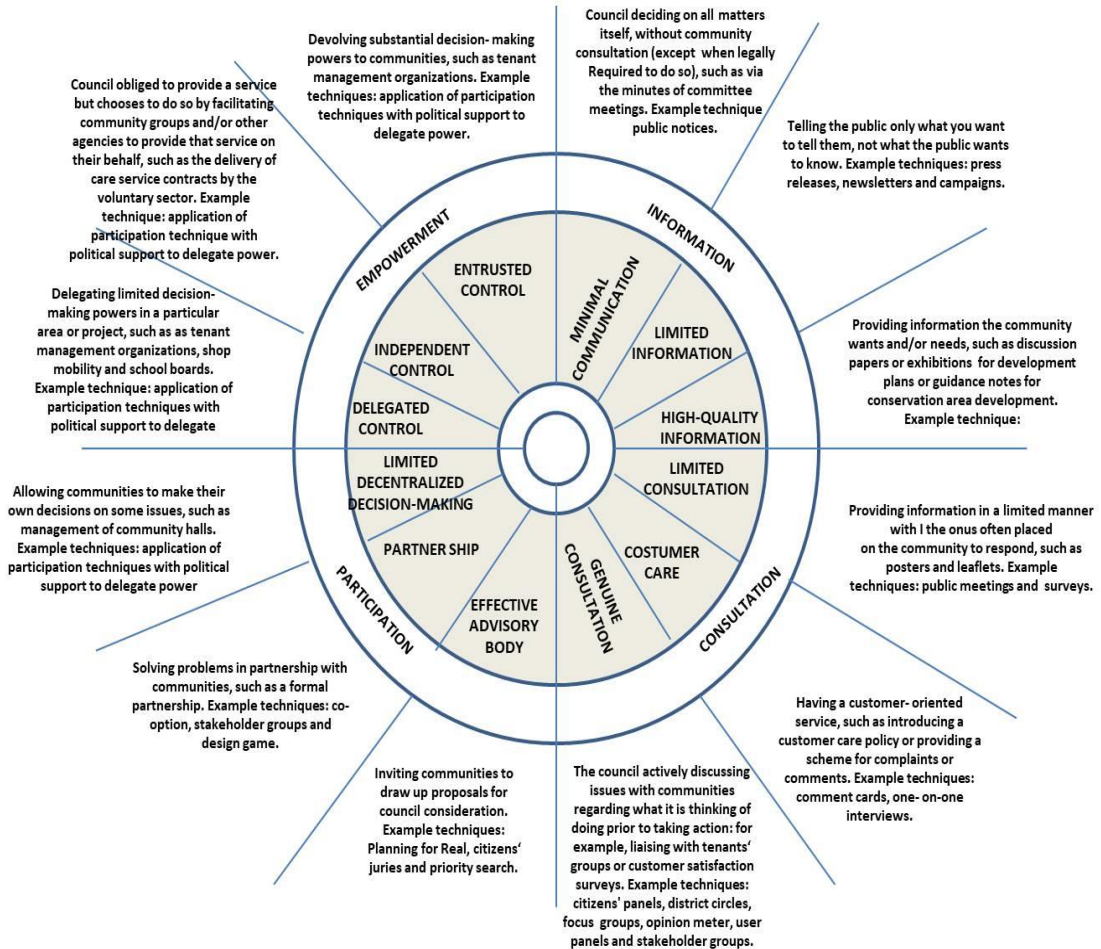 Council deciding on all matters
itself, without community
consultation (except when legally
Required to do so), such as via
the minutes of committee
meetings. Example technique
public notices.
Telling the public only what you want
to tell them, not what the public wants
to know. Example techniques: press
releases, newsletters and campaigns.
Providing information the community
wants and/or needs, such as discussion
papers or exhibitions for development
plans or guidance notes for
conservation area development.
Example technique:
Providing information in a limited manner
with I the onus often placed
on the community to respond, such as
posters and leaflets. Example
techniques: public meetings and surveys.
Having a customer- oriented
service, such as introducing a
customer care policy or providing a
scheme for complaints or
comments. Example techniques:
comment cards, one- on-one
interviews.
The council actively discussing
issues with communities
regarding what it is thinking of
doing prior to taking action: for
example, liaising with tenants‘
groups or customer satisfaction
surveys. Example techniques:
citizens' panels, district circles,
focus groups, opinion meter, user
panels and stakeholder groups.
Inviting communities to
draw up proposals for
council consideration.
Example techniques:
Planning for Real, citizens‘
juries and priority search.
Solving problems in partnership with
communities, such as a formal
partnership. Example techniques: co-
option, stakeholder groups and
design game.
Allowing communities to make their
own decisions on some issues, such as
management of community halls.
Example techniques: application of
participation techniques with political
support to delegate power
Delegating limited decision-
making powers in a particular
area or project, such as as tenant
management organizations, shop
mobility and school boards.
Example technique: application of
participation techniques with
political support to delegate
Council obliged to provide a service
but chooses to do so by facilitating
community groups and/or other
agencies to provide that service on
their behalf, such as the delivery of
care service contracts by the
voluntary sector. Example
technique: application of
participation technique with
political support to delegate power.
Devolving substantial decision- making
powers to communities, such as tenant
management organizations. Example
techniques: application of participation
techniques with political support to
delegate power.
INFORMATION
CONSULTATION
PARTICIPATION
EMPOWERMENT
MINIMAL
COMMUNICATION
LIMITED
INFORMATION
HIGH-QUALITY
INFORMATION
LIMITED
CONSULTATION
COSTUMER
CARE
GENUINE
CONSULTATION
EFFECTIVE
ADVISORY
BODY
PARTNER SHIP
LIMITED
DECENTRALIZED
DECISION-MAKING
DELEGATED
CONTROL
INDEPENDENT
CONTROL
ENTRUSTED
CONTROL